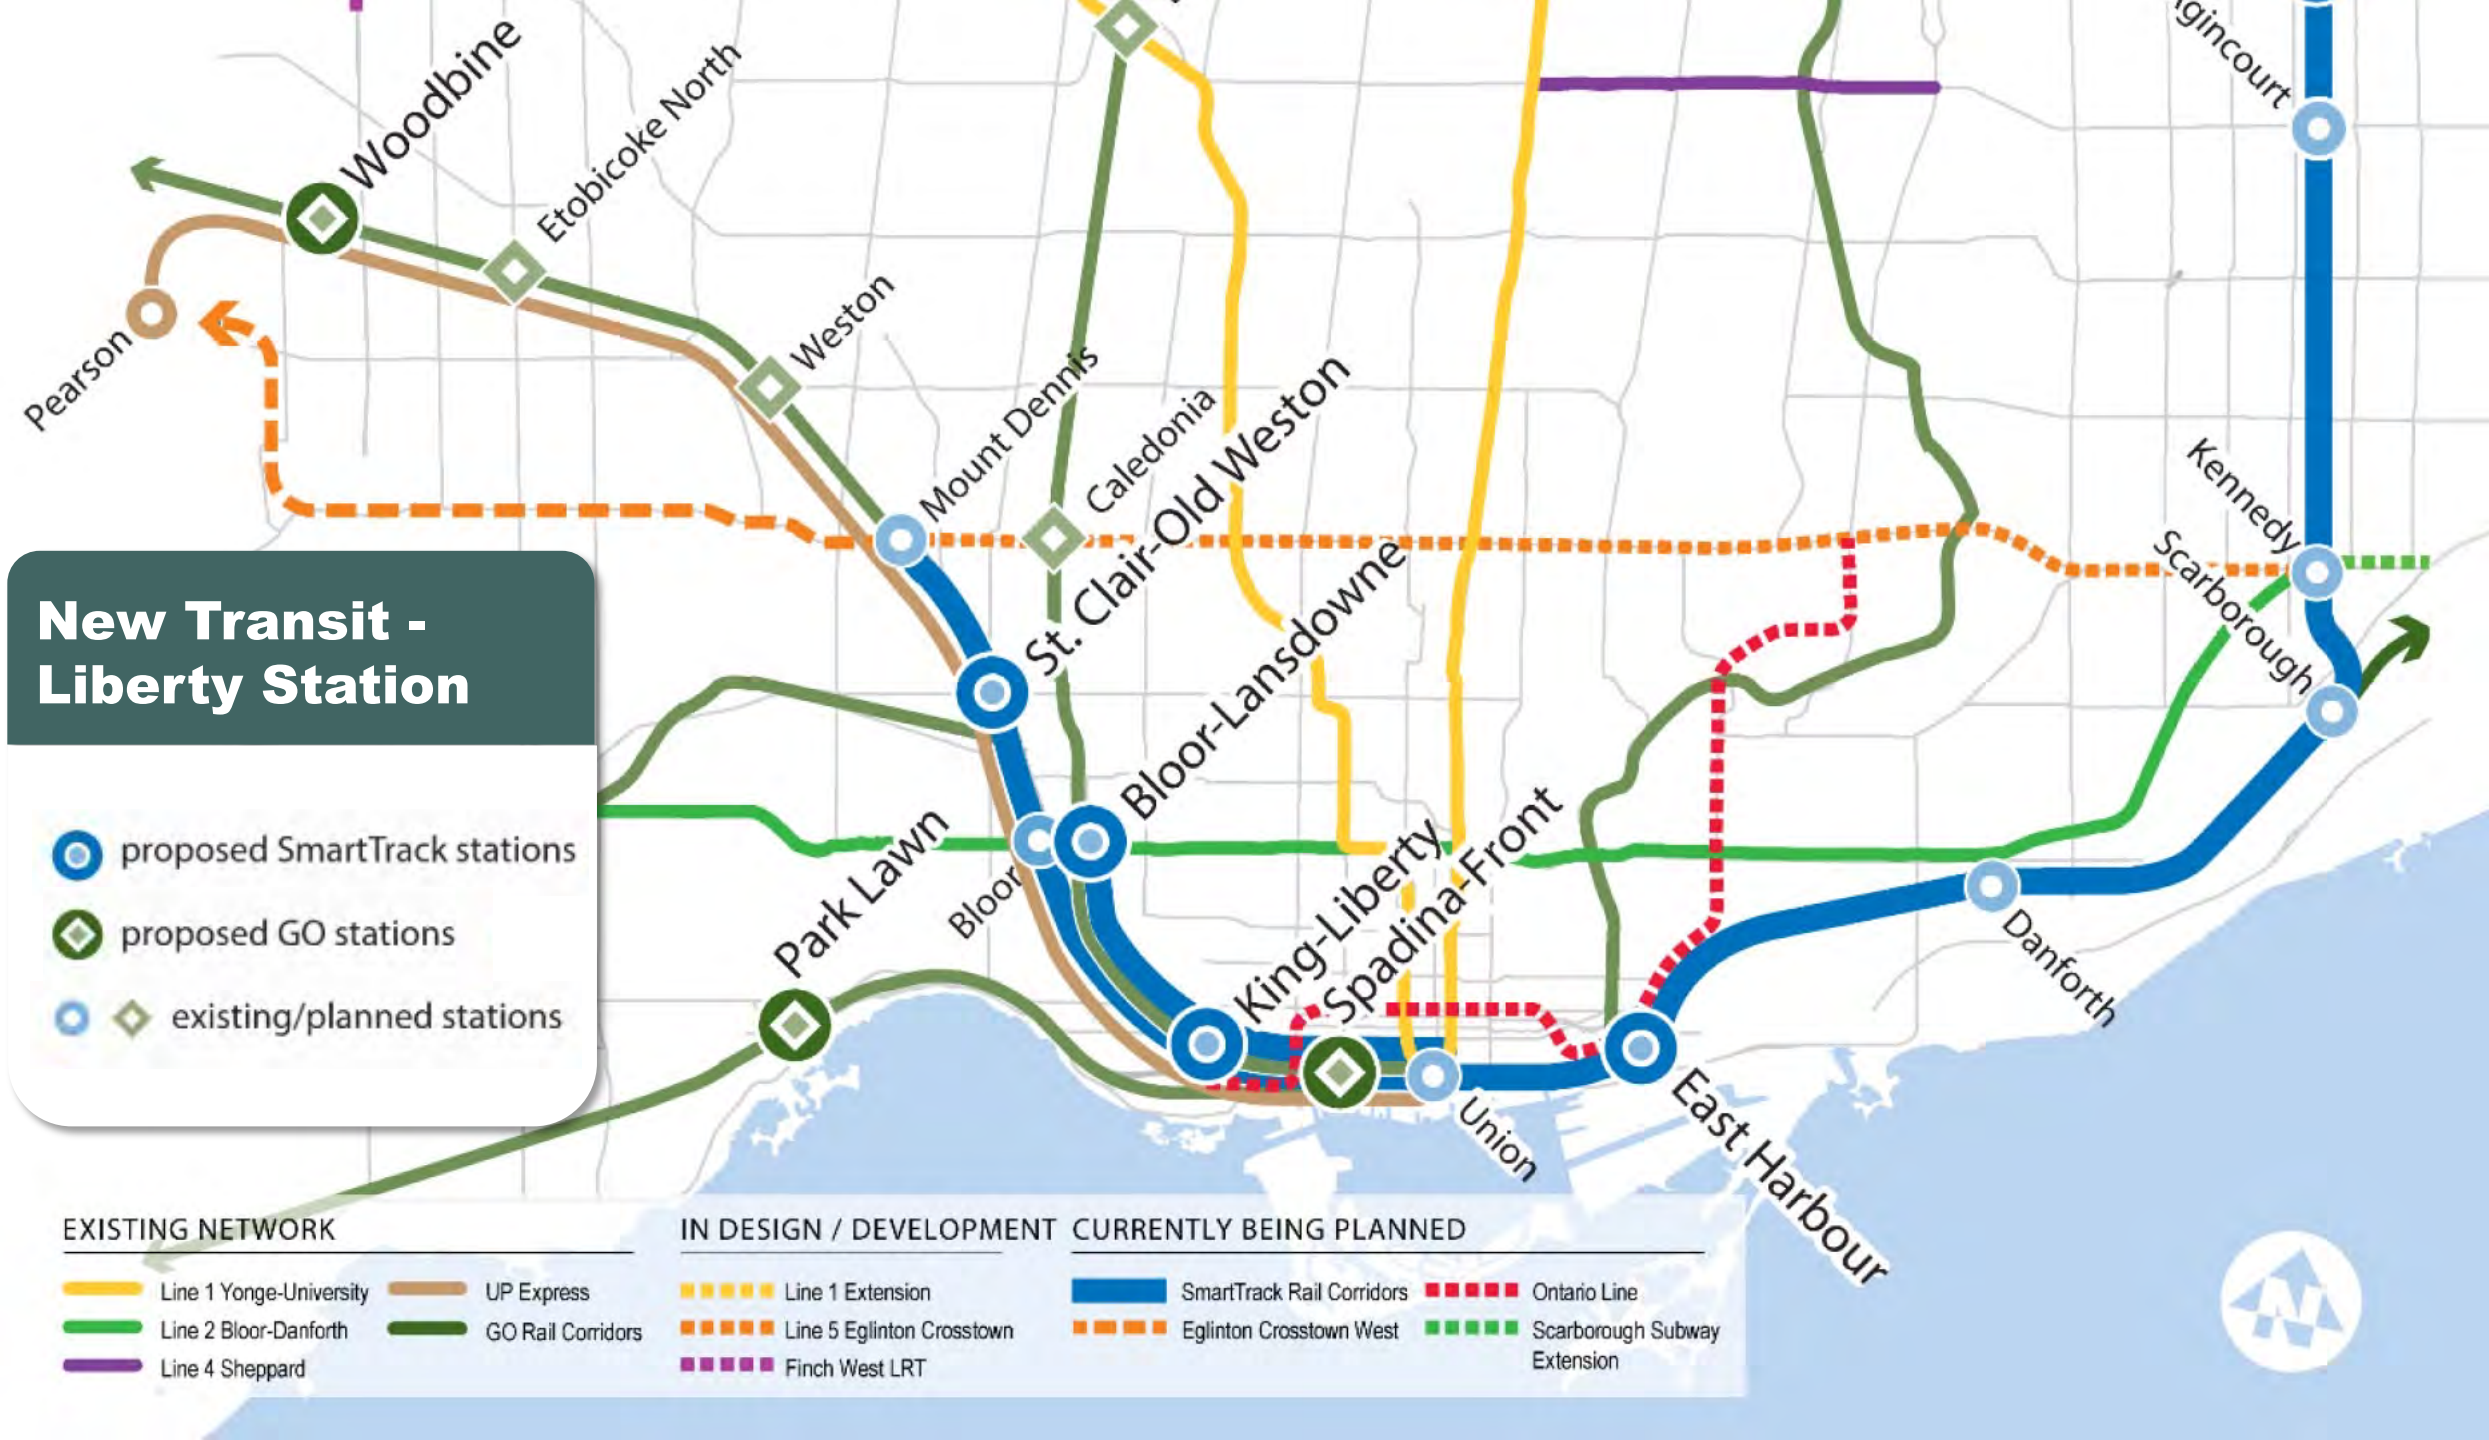 Woodbine
Etobicoke North
Weston
Pearson
Mount Dennis
Caledonia
St. Clair-Old Weston
Bloor-Lansdowne
Bloor
Park Lawn
King-Liberty
Spadina-Front
Union
East Harbour
Danforth
Scarborough
Kennedy
gincourt
New Transit -
Liberty Station
proposed SmartTrack stations
proposed GO stations
existing/planned stations
EXISTING NETWORK
Line 1 Yonge-University
Line 2 Bloor-Danforth
Line 4 Sheppard
UP Express
GO Rail Corridors
IN DESIGN / DEVELOPMENT
Line 1 Extension
Line 5 Eglinton Crosstown
Finch West LRT
CURRENTLY BEING PLANNED
SmartTrack Rail Corridors
Eglinton Crosstown West
Ontario Line
Scarborough Subway
Extension
N